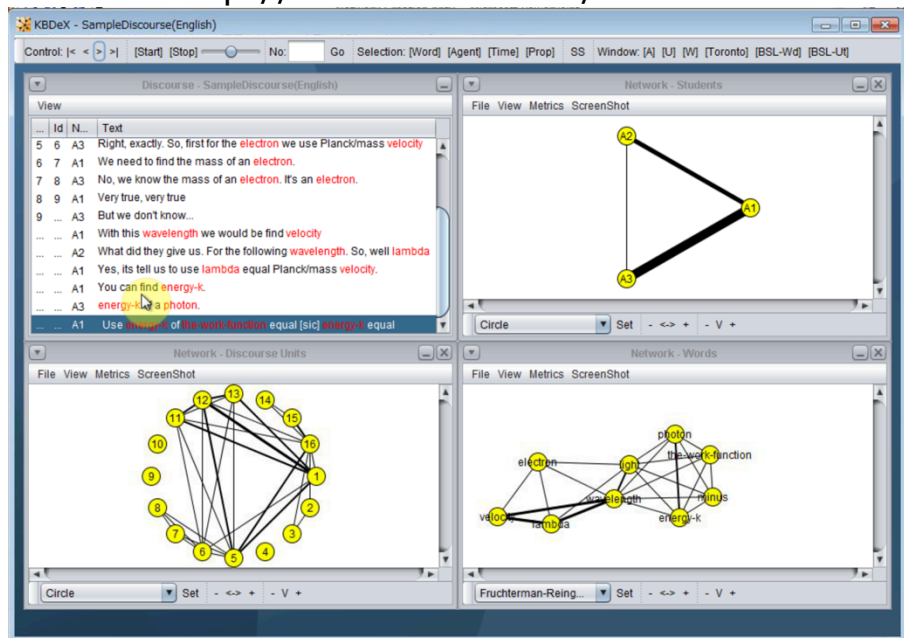 KBDeX - SampleDiscourse(English)
Control: |< < > >| [Start] [Stop] No: Go Selection: [Word] [Agent] [Time] [Prop] SS Window: [A] [U] [W] [Toronto] [BSL-Wd] [BSL-Ut]
Discourse - SampleDiscourse(English)
View
... Id N... Text
5 6 A3 Right, exactly. So, first for the electron we use Planck/mass velocity
6 7 A1 We need to find the mass of an electron.
7 8 A3 No, we know the mass of an electron. It's an electron.
8 9 A1 Very true, very true
9 ... A3 But we don't know...
... ... A1 With this wavelength we would be find velocity
... ... A2 What did they give us. For the following wavelength. So, well lambda
... ... A1 Yes, its tell us to use lambda equal Planck/mass velocity.
... ... A1 You can find energy-k.
... ... A3 energy-k a photon.
... ... A1 Use energy-k of the-work-function equal [sic] energy-k equal
Network - Students
File View Metrics ScreenShot
A2
A1
A3
Circle Set - <-> + - V +
Network - Discourse Units
File View Metrics ScreenShot
13
12
14
11
15
10
16
9
1
8
2
7
3
6
5
4
Circle Set - <-> + - V +
Network - Words
File View Metrics ScreenShot
photon
the-work-function
electron
light
wavelength
minus
velocity
lambda
energy-k
Fruchterman-Reing... Set - <-> + - V +